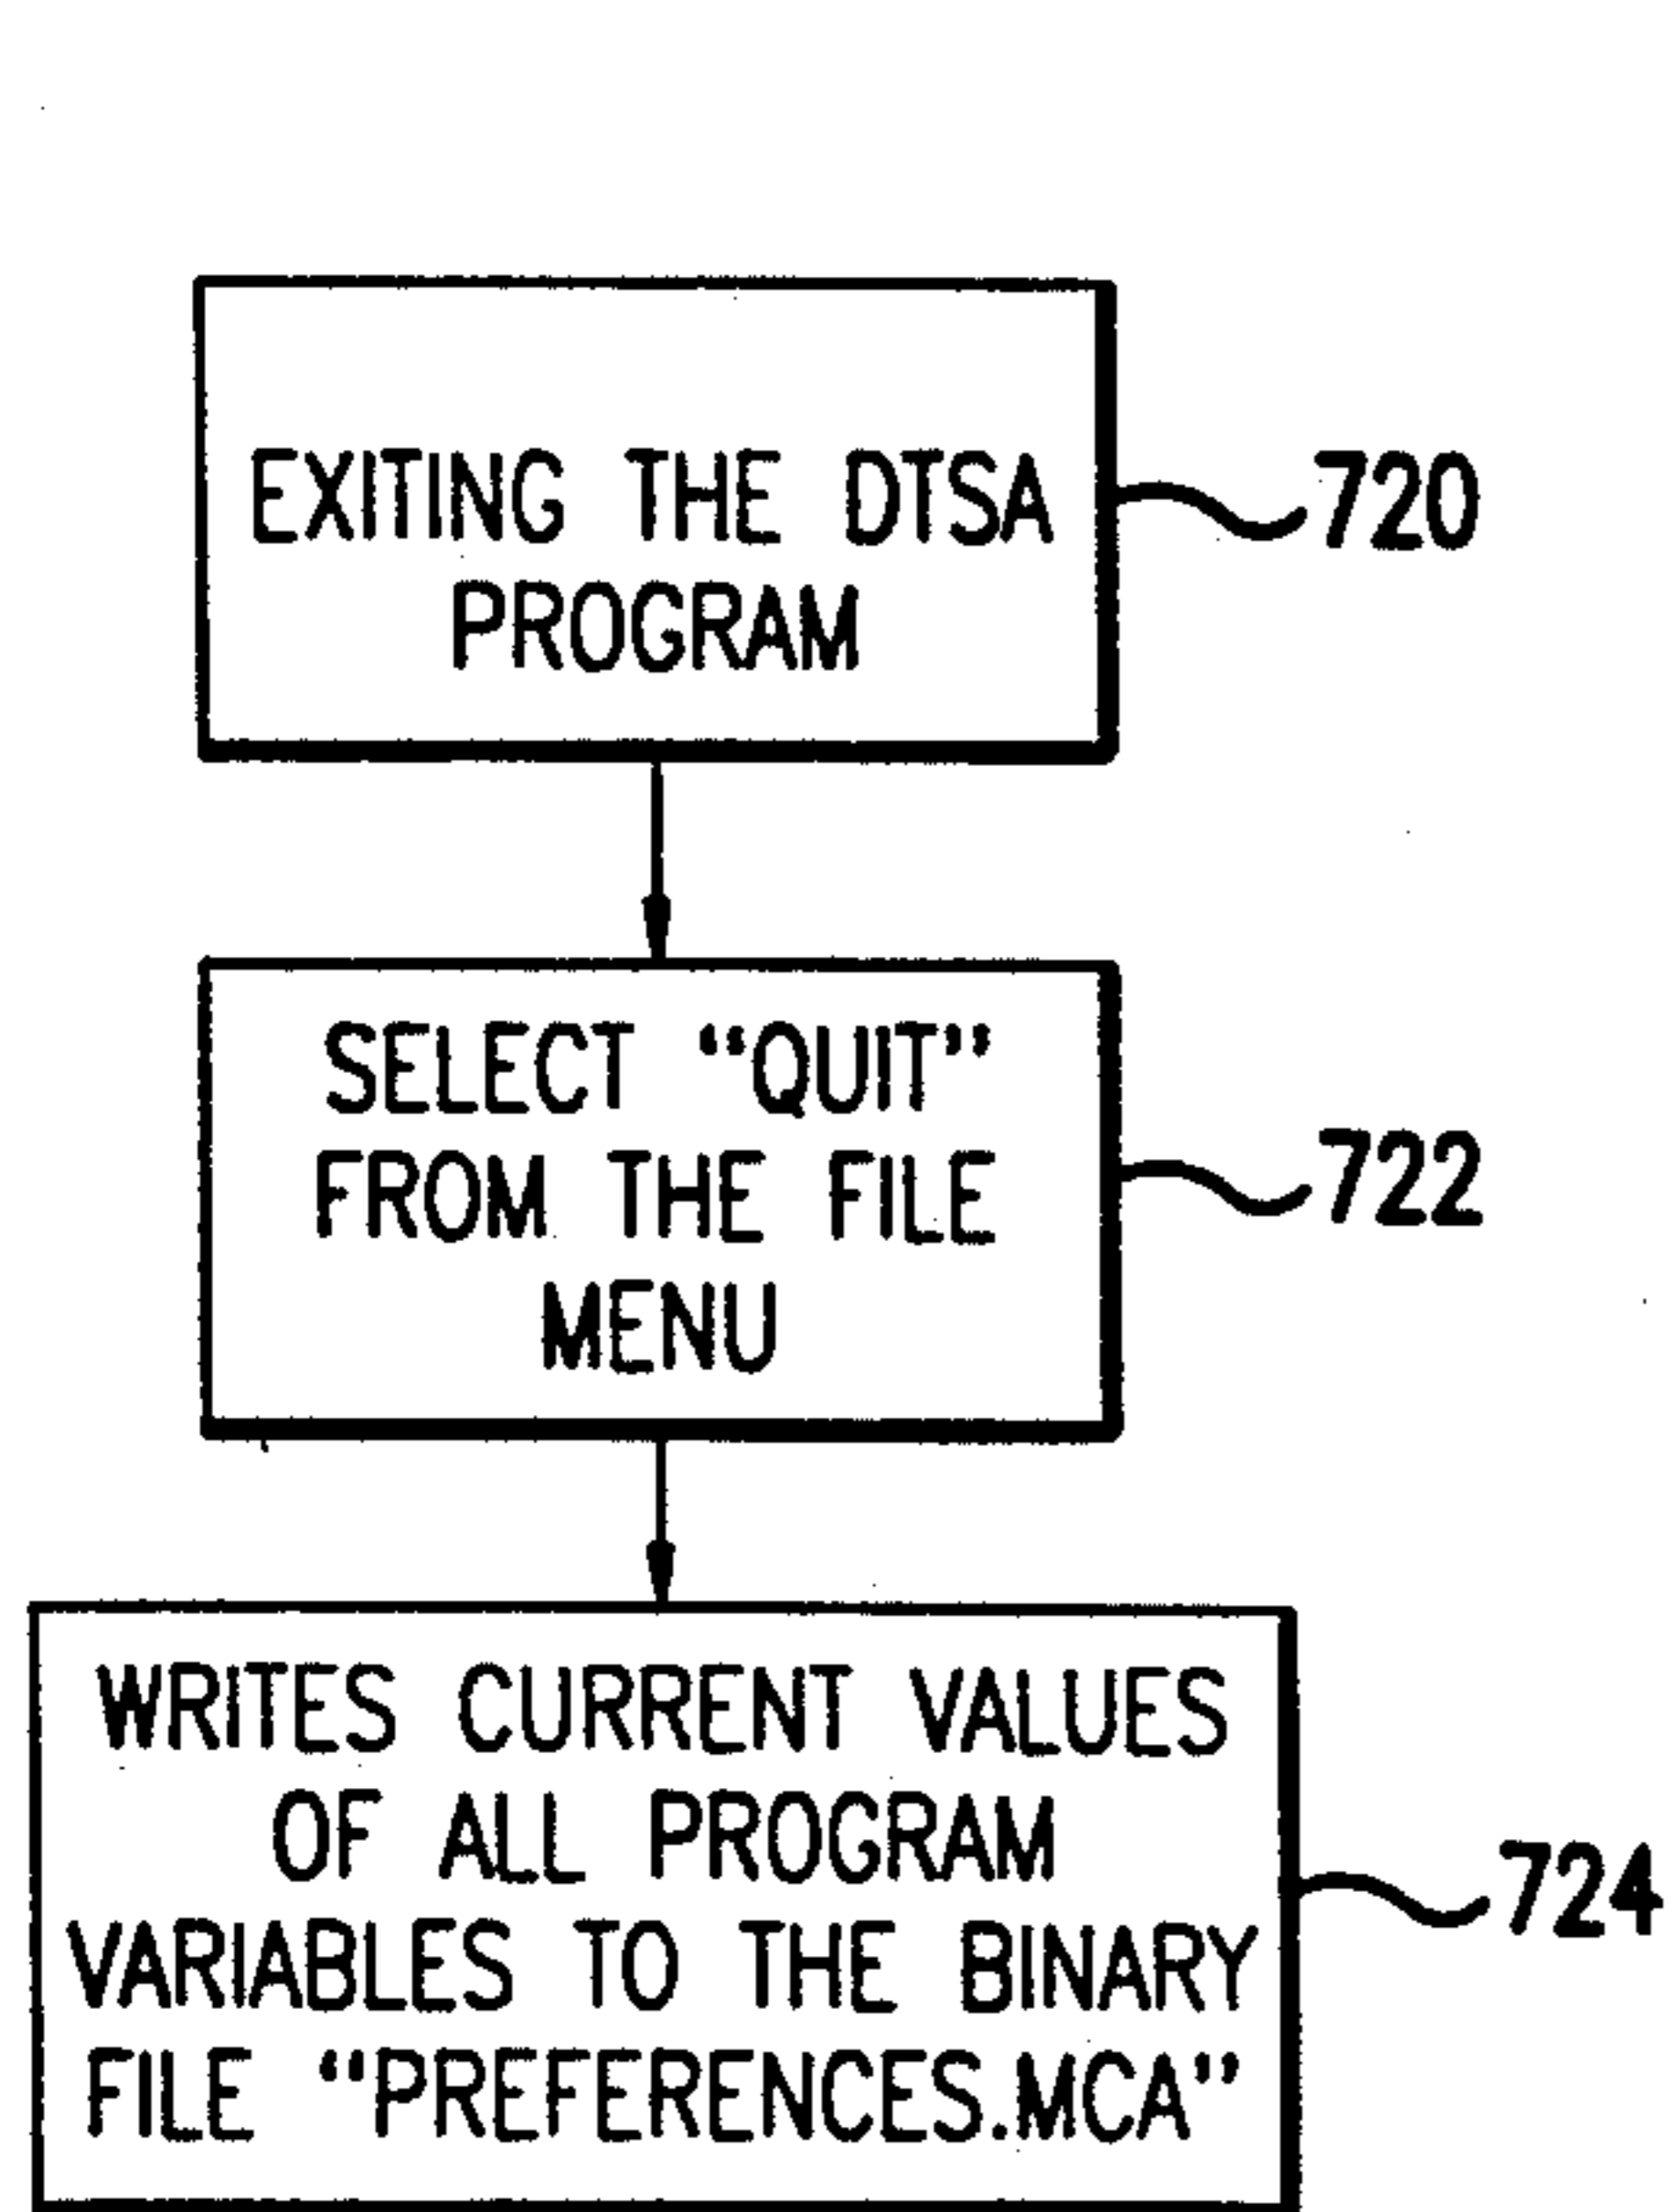 EXITING THE DTSA
PROGRAM
720
SELECT “QUIT”
FROM THE FILE
MENU
722
WRITES CURRENT VALUES
OF ALL PROGRAM
VARIABLES TO THE BINARY
FILE “PREFERENCES.MCA”
724